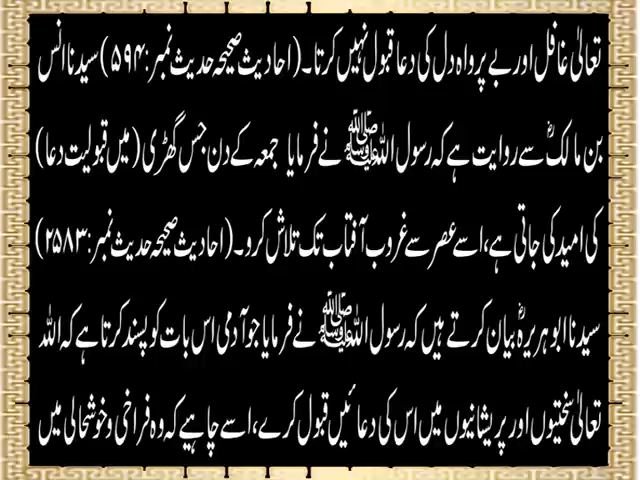 تعالیٰ غافل اور بے پرواہ دل کی دعا قبول نہیں کرتا۔ (احادیث صحیحہ حدیث نمبر: ۵۹۴) سیدنا انس
بن مالکؓ سے روایت ہے کہ رسول اللہ ﷺ نے فرمایا جمعہ کے دن جس گھڑی (میں قبولیت دعا)
کی امید کی جاتی ہے، اسے عصر سے غروب آفتاب تک تلاش کرو۔ (احادیث صحیحہ حدیث نمبر: ۲۵۸۳)
سیدنا ابو ہریرہؓ بیان کرتے ہیں کہ رسول اللہ ﷺ نے فرمایا جو آدمی اس بات کو پسند کرتا ہے کہ اللہ
تعالیٰ سختیوں اور پریشانیوں میں اس کی دعائیں قبول کرے، اسے چاہیے کہ وہ فراخی و خوشحالی میں